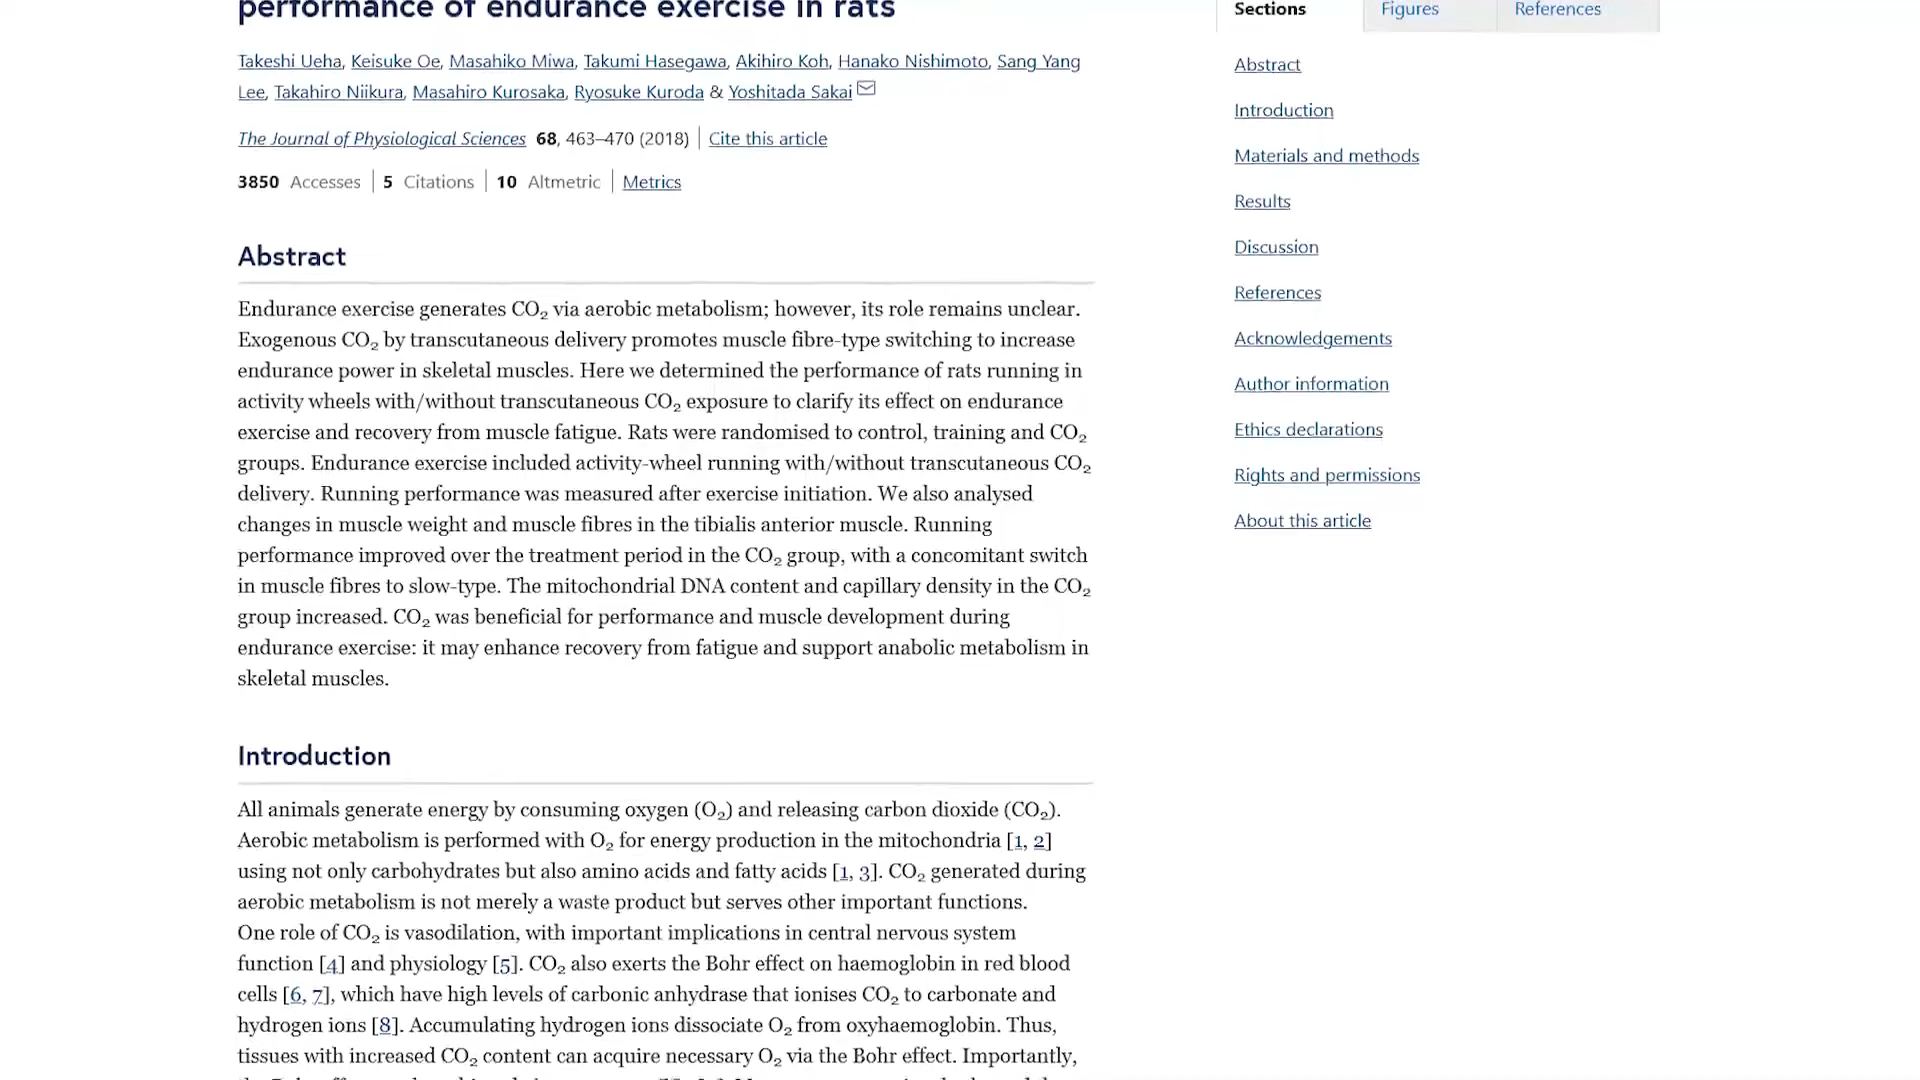 performance of endurance exercise in rats
Takeshi Ueha, Keisuke Oe, Masahiko Miwa, Takumi Hasegawa, Akihiro Koh, Hanako Nishimoto, Sang Yang
Lee, Takahiro Niikura, Masahiro Kurosaka, Ryosuke Kuroda & Yoshitada Sakai
The Journal of Physiological Sciences 68, 463–470 (2018) | Cite this article
3850 Accesses | 5 Citations | 10 Altmetric | Metrics
Abstract
Endurance exercise generates CO₂ via aerobic metabolism; however, its role remains unclear.
Exogenous CO₂ by transcutaneous delivery promotes muscle fibre-type switching to increase
endurance power in skeletal muscles. Here we determined the performance of rats running in
activity wheels with/without transcutaneous CO₂ exposure to clarify its effect on endurance
exercise and recovery from muscle fatigue. Rats were randomised to control, training and CO₂
groups. Endurance exercise included activity-wheel running with/without transcutaneous CO₂
delivery. Running performance was measured after exercise initiation. We also analysed
changes in muscle weight and muscle fibres in the tibialis anterior muscle. Running
performance improved over the treatment period in the CO₂ group, with a concomitant switch
in muscle fibres to slow-type. The mitochondrial DNA content and capillary density in the CO₂
group increased. CO₂ was beneficial for performance and muscle development during
endurance exercise: it may enhance recovery from fatigue and support anabolic metabolism in
skeletal muscles.
Introduction
All animals generate energy by consuming oxygen (O₂) and releasing carbon dioxide (CO₂).
Aerobic metabolism is performed with O₂ for energy production in the mitochondria [1, 2]
using not only carbohydrates but also amino acids and fatty acids [1, 3]. CO₂ generated during
aerobic metabolism is not merely a waste product but serves other important functions.
One role of CO₂ is vasodilation, with important implications in central nervous system
function [4] and physiology [5]. CO₂ also exerts the Bohr effect on haemoglobin in red blood
cells [6, 7], which have high levels of carbonic anhydrase that ionises CO₂ to carbonate and
hydrogen ions [8]. Accumulating hydrogen ions dissociate O₂ from oxyhaemoglobin. Thus,
tissues with increased CO₂ content can acquire necessary O₂ via the Bohr effect. Importantly,
Sections
Figures
References
Abstract
Introduction
Materials and methods
Results
Discussion
References
Acknowledgements
Author information
Ethics declarations
Rights and permissions
About this article